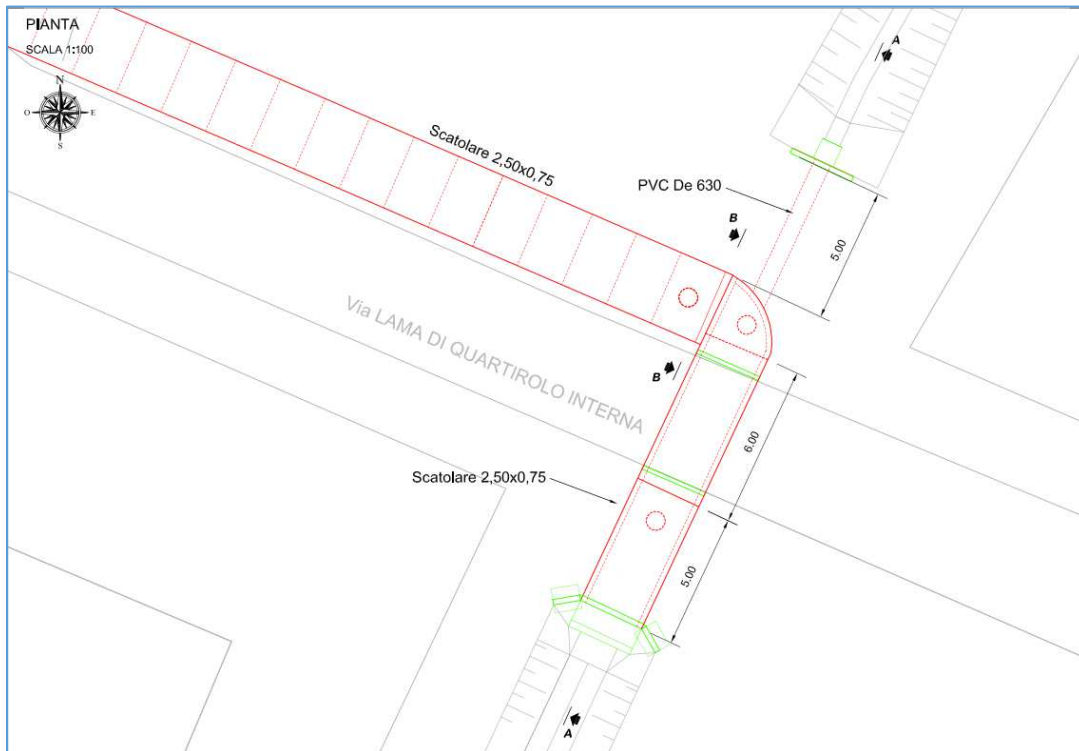 PIANTA
SCALA 1:100
N
O
E
S
A
Scatolare 2,50x0,75
PVC De 630
B
5.00
Via LAMA DI QUARTIROLO INTERNA
B
6.00
Scatolare 2,50x0,75
5.00
A